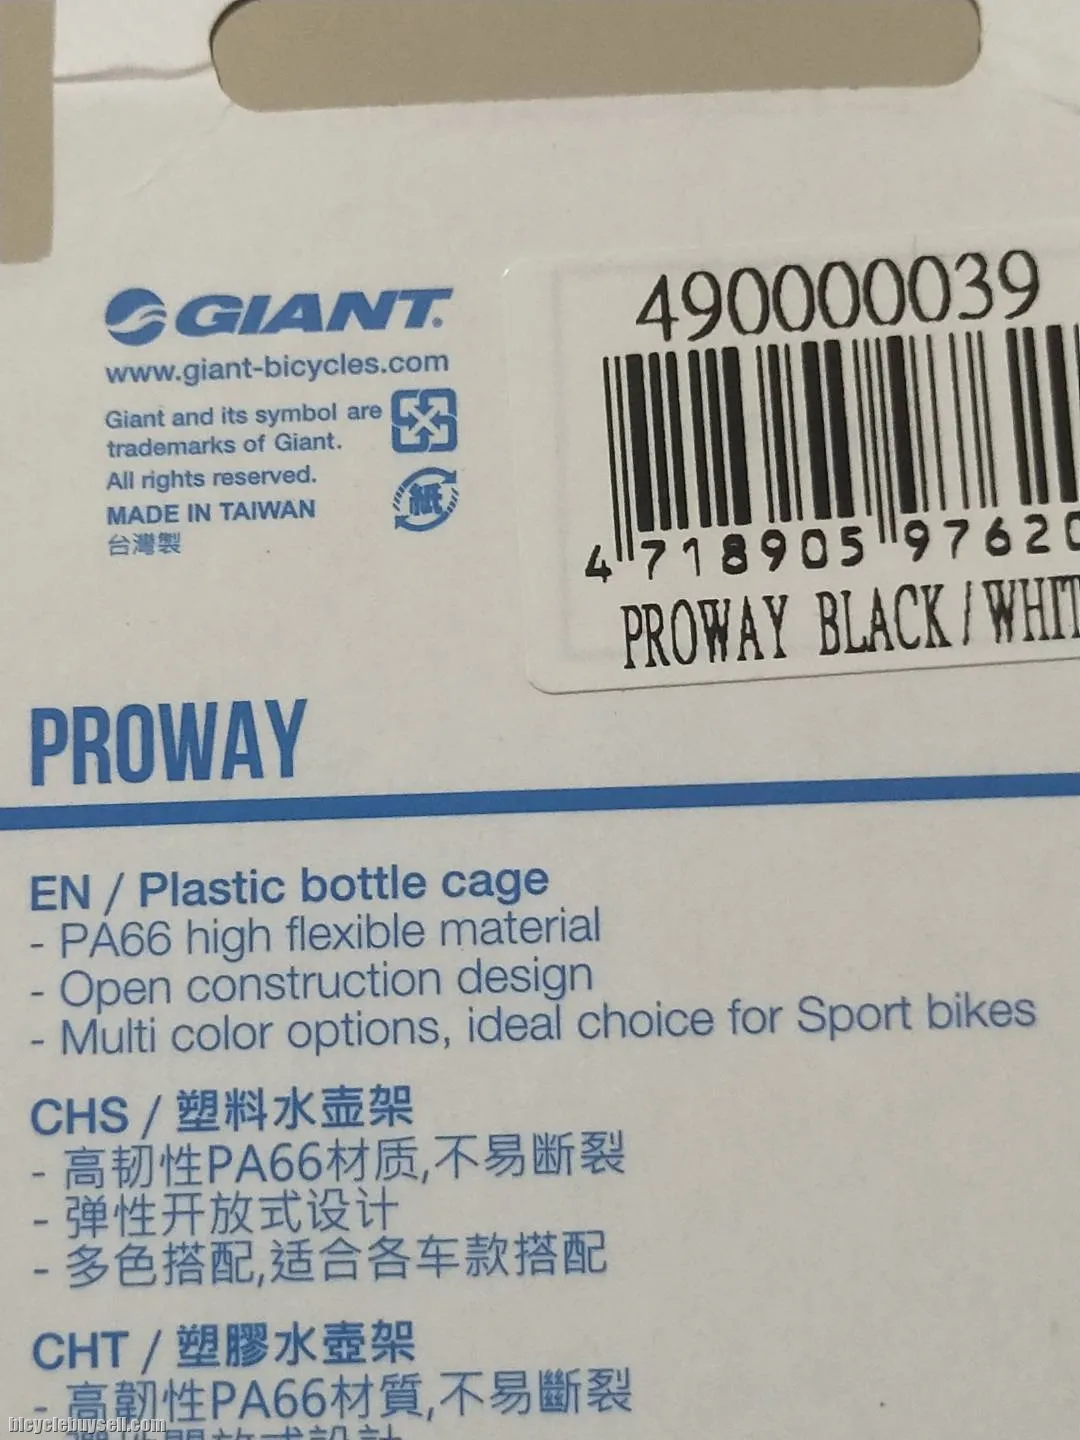 GIANT.
www.giant-bicycles.com
Giant and its symbol are
trademarks of Giant.
All rights reserved.
MADE IN TAIWAN
台灣製
紙
490000039
4 718905 97620
PROWAY BLACK/WHIT
PROWAY
EN / Plastic bottle cage
- PA66 high flexible material
- Open construction design
- Multi color options, ideal choice for Sport bikes
CHS / 塑料水壶架
- 高韧性PA66材质,不易断裂
- 弹性开放式设计
- 多色搭配,适合各车款搭配
CHT / 塑膠水壺架
- 高韌性PA66材質,不易斷裂
bicyclebuysell.com